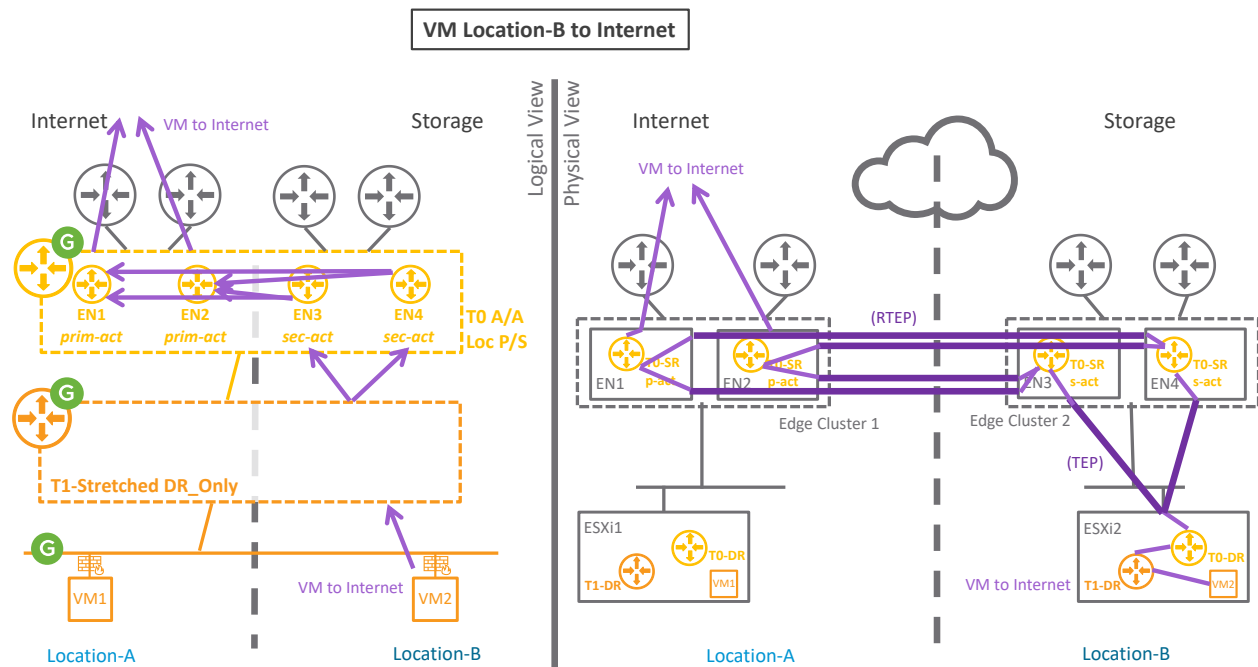 VM Location-B to Internet
Logical View
Physical View
Internet
VM to Internet
Storage
G
EN1
EN2
EN3
EN4
prim-act
prim-act
sec-act
sec-act
T0 A/A
Loc P/S
G
T1-Stretched DR_Only
G
VM to Internet
VM1
VM2
Location-A
Location-B
Internet
Storage
VM to Internet
(RTEP)
T0-SR
p-act
EN1
T0-SR
p-act
EN2
T0-SR
s-act
EN3
T0-SR
s-act
EN4
Edge Cluster 1
Edge Cluster 2
(TEP)
ESXi1
T0-DR
T1-DR
VM1
ESXi2
T0-DR
T1-DR
VM2
VM to Internet
Location-A
Location-B